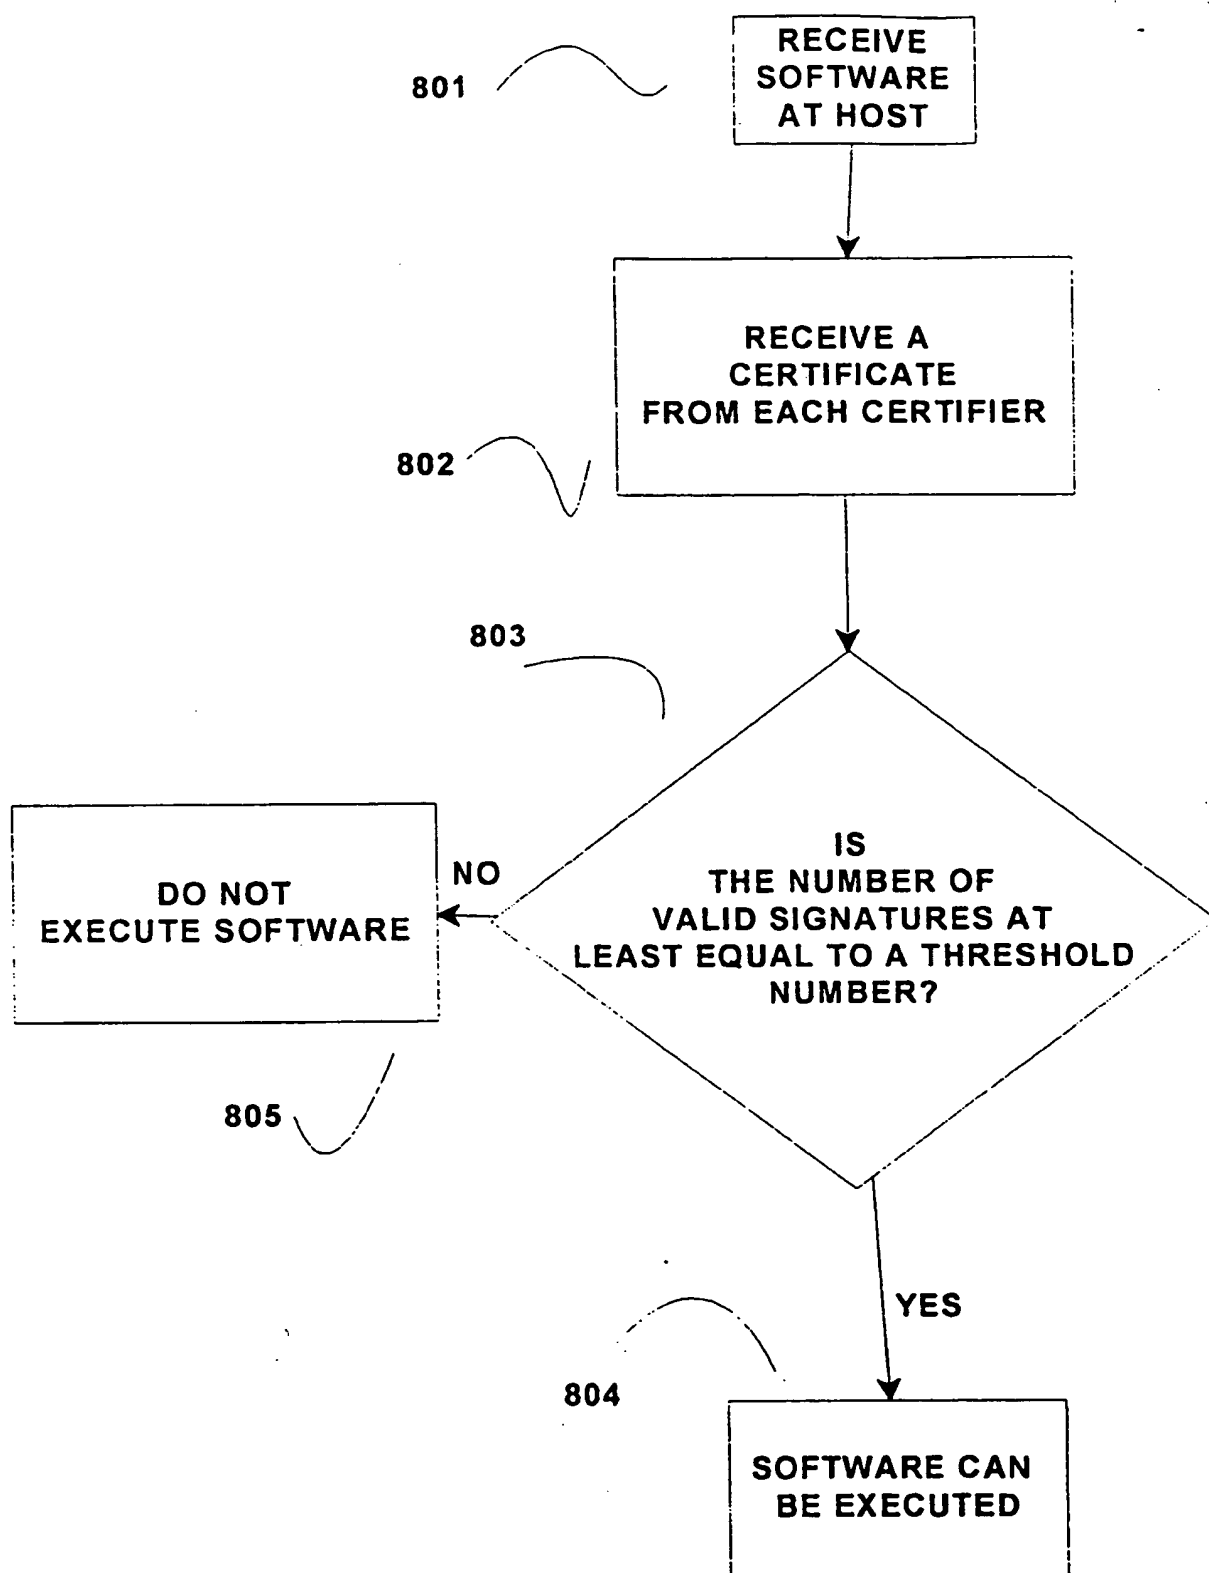 RECEIVE
SOFTWARE
AT HOST
801
RECEIVE A
CERTIFICATE
FROM EACH CERTIFIER
802
803
IS
THE NUMBER OF
VALID SIGNATURES AT
LEAST EQUAL TO A THRESHOLD
NUMBER?
NO
DO NOT
EXECUTE SOFTWARE
805
YES
804
SOFTWARE CAN
BE EXECUTED